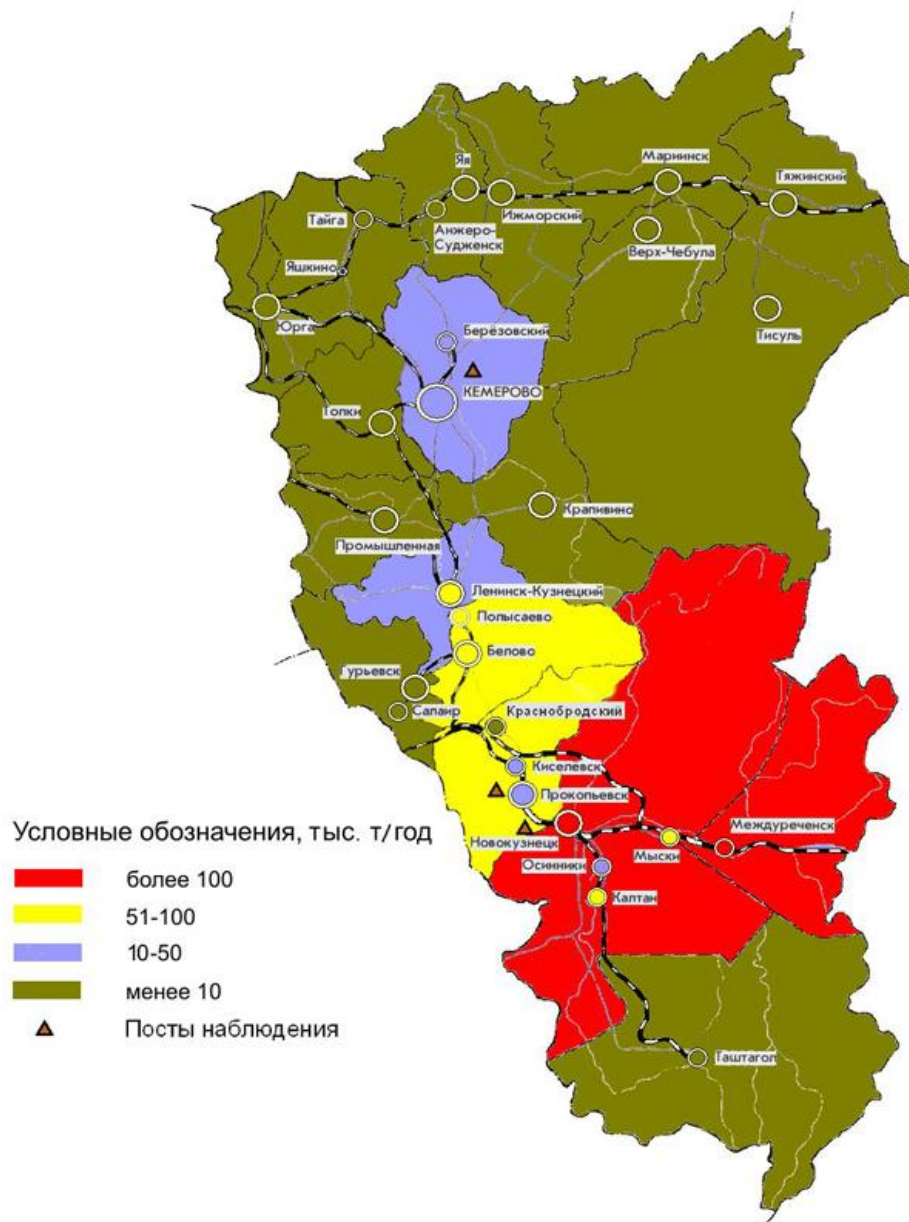 Яя
Мариинск
Тяжинский
Тайга
Анжеро-
Судженск
Ижморский
Верх-Чебула
Яшкино
Юрга
Берёзовский
Тисуль
КЕМЕРОВО
Топки
Крапивино
Промышленная
Ленинск-Кузнецкий
Полысаево
Белово
Гурьевск
Салаир
Краснобродский
Киселевск
Прокопьевск
Новокузнецк
Междуреченск
Мыски
Осинники
Калтан
Таштагол
Условные обозначения, тыс. т/год
более 100
51-100
10-50
менее 10
Посты наблюдения